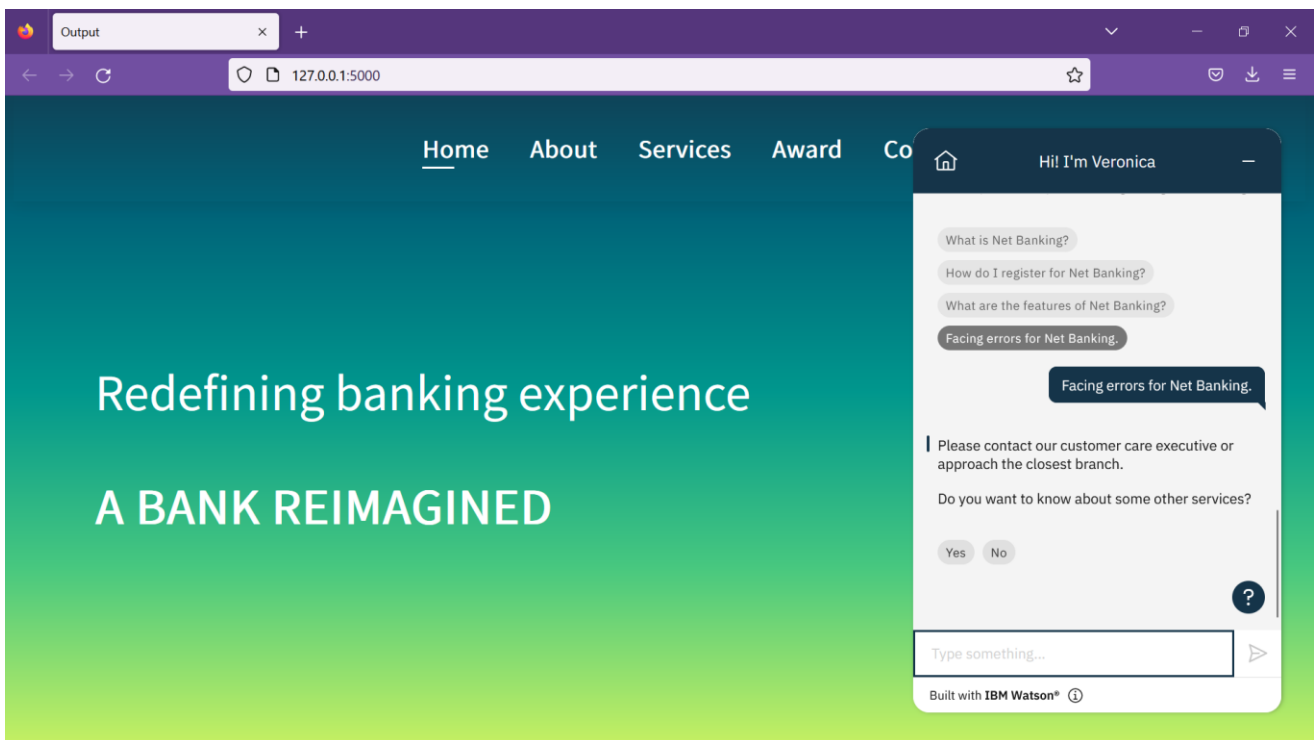 Output
127.0.0.1:5000
Home About Services Award Co
Hi! I'm Veronica
What is Net Banking?
How do I register for Net Banking?
What are the features of Net Banking?
Facing errors for Net Banking.
Facing errors for Net Banking.
Redefining banking experience
Please contact our customer care executive or
approach the closest branch.
A BANK REIMAGINED
Do you want to know about some other services?
Yes No
?
Type something...
Built with IBM Watson®